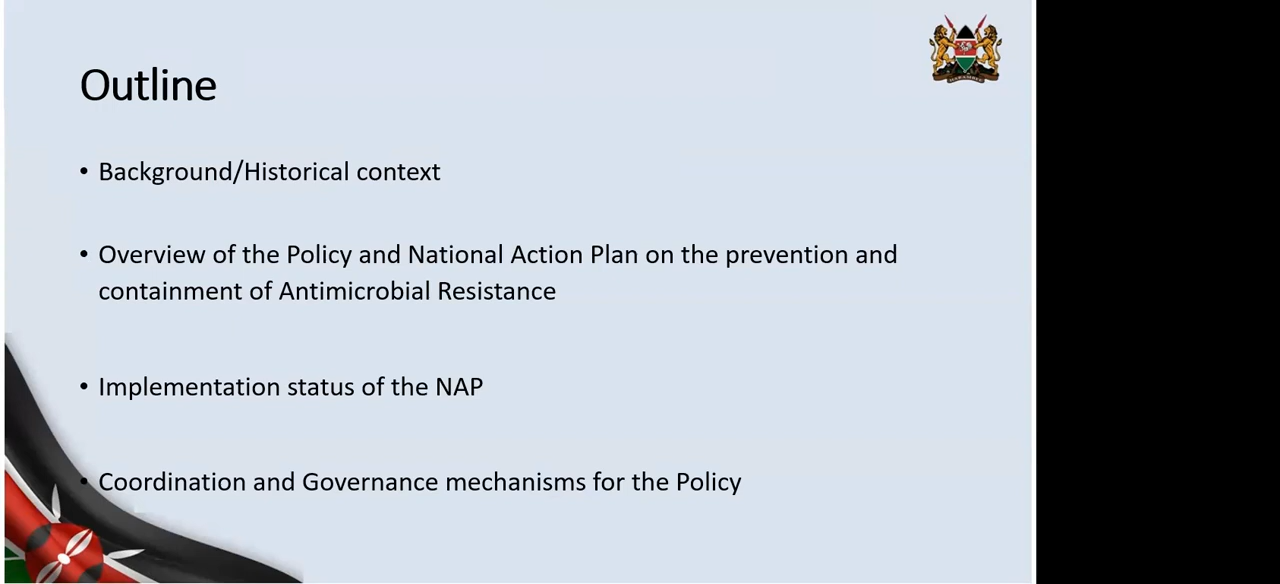 Outline
• Background/Historical context
• Overview of the Policy and National Action Plan on the prevention and
containment of Antimicrobial Resistance
• Implementation status of the NAP
• Coordination and Governance mechanisms for the Policy